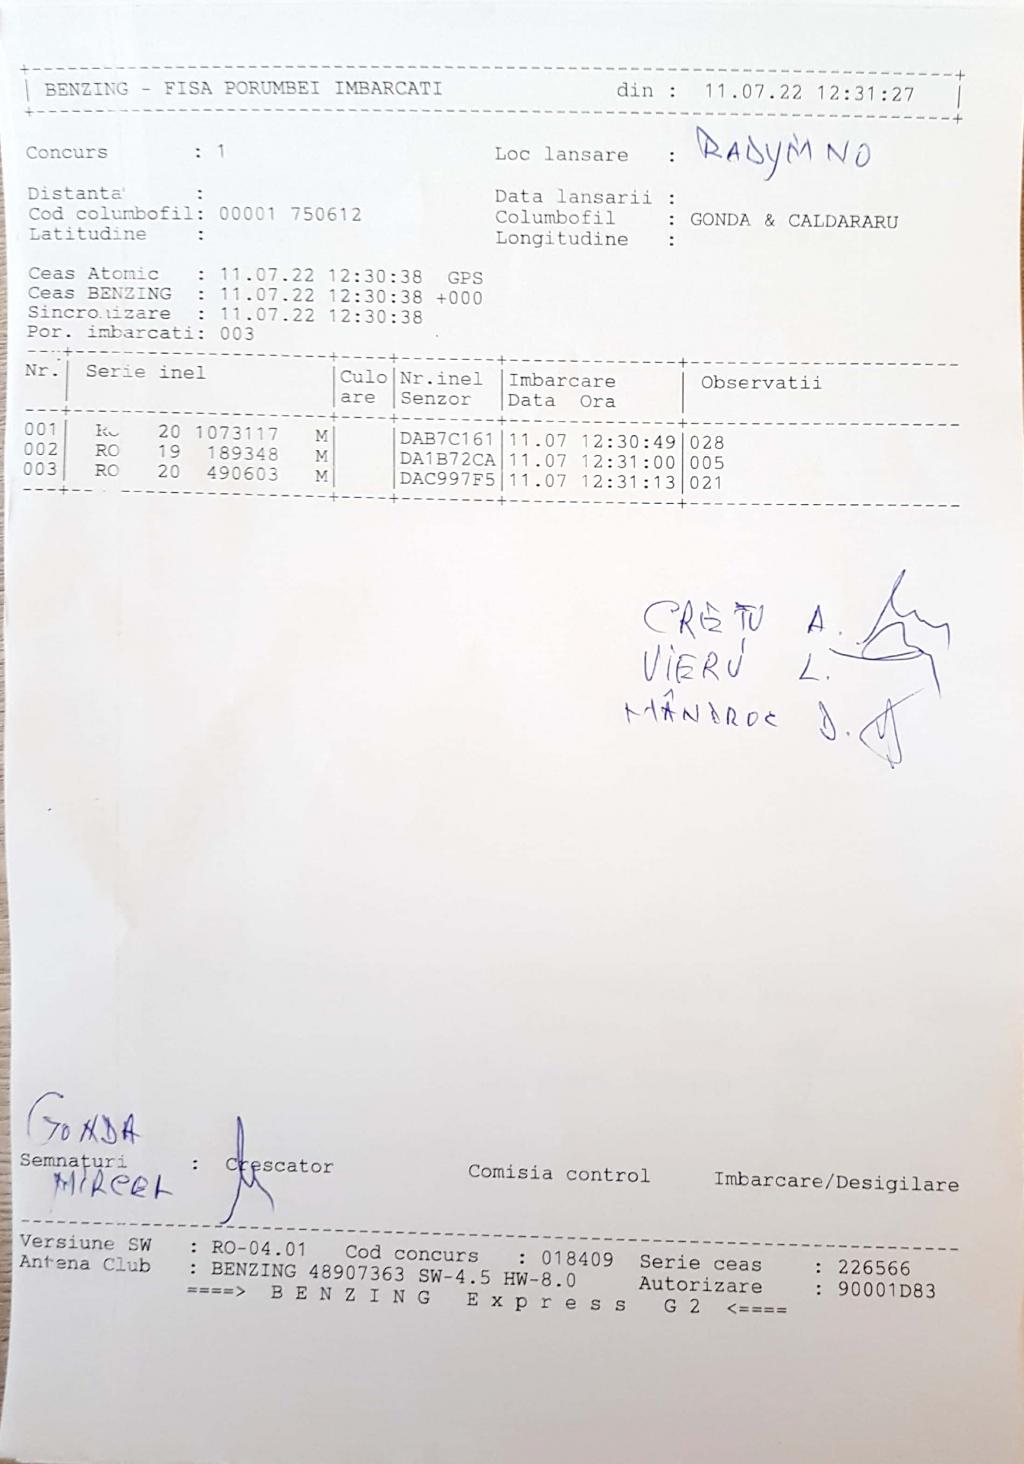 BENZING - FISA PORUMBEI IMBARCATI din : 11.07.22 12:31:27
Concurs : 1 Loc lansare : RADYMNO
Distanta : Data lansarii :
Cod columbofil: 00001 750612 Columbofil : GONDA & CALDARARU
Latitudine : Longitudine :
Ceas Atomic : 11.07.22 12:30:38 GPS
Ceas BENZING : 11.07.22 12:30:38 +000
Sincronizare : 11.07.22 12:30:38
Por. imbarcati: 003
Nr.| Serie inel |Culo|Nr.inel |Imbarcare | Observatii
|are |Senzor |Data Ora
001| RO 20 1073117 M| |DAB7C161|11.07 12:30:49|028
002| RO 19 189348 M| |DA1B72CA|11.07 12:31:00|005
003| RO 20 490603 M| |DAC997F5|11.07 12:31:13|021
CREȚU A.
VIERU L.
MÂNDROC D.
GONDA
Semnaturi : Crescator Comisia control Imbarcare/Desigilare
MIRCEL
Versiune SW : RO-04.01 Cod concurs : 018409 Serie ceas : 226566
Antena Club : BENZING 48907363 SW-4.5 HW-8.0 Autorizare : 90001D83
====> B E N Z I N G E x p r e s s G 2 <====